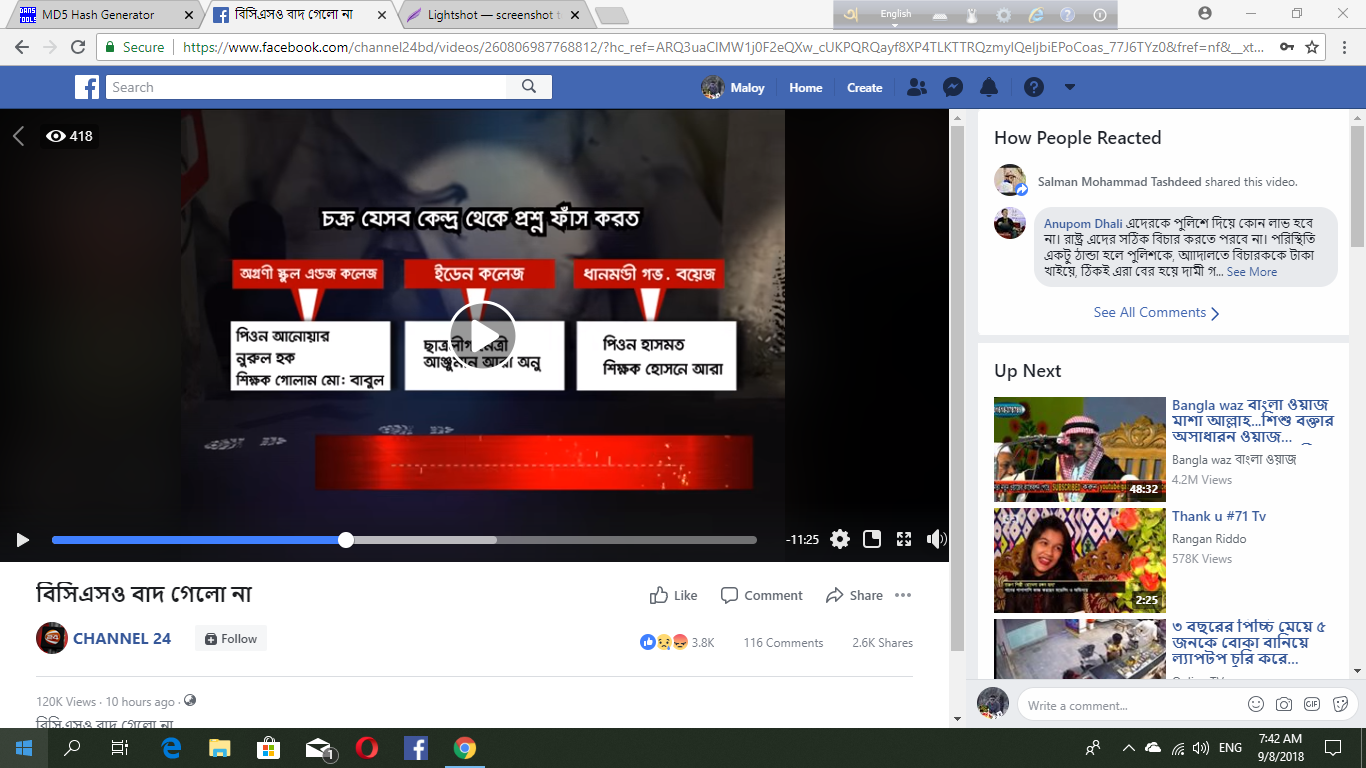 MD5 Hash Generator
বিসিএসও বাদ গেলো না
Lightshot — screenshot t
English
Secure
https://www.facebook.com/channel24bd/videos/260806987768812/?hc_ref=
Search
Maloy
Home
Create
418
চক্র যেসব কেন্দ্র থেকে প্রশ্ন ফাঁস করত
অগ্রণী স্কুল এন্ডজ কলেজ
ইডেন কলেজ
ধানমন্ডী গভ. বয়েজ
পিওন আনোয়ার
নুরুল হক
শিক্ষক গোলাম মো: বাবুল
আঞ্জুমান আরা অনু
পিওন হাসমত
শিক্ষক হোসনে আরা
-11:25
বিসিএসও বাদ গেলো না
Like
Comment
Share
CHANNEL 24
Follow
3.8K
116 Comments
2.6K Shares
120K Views · 10 hours ago ·
বিসিএসও বাদ গেলো না
How People Reacted
Salman Mohammad Tashdeed shared this video.
Anupom Dhali এদেরকে পুলিশে দিয়ে কোন লাভ হবে
না। রাষ্ট্র এদের সঠিক বিচার করতে পরবে না। পরিস্থিতি
একটু ঠান্ডা হলে পুলিশকে, আাদালতে বিচারককে টাকা
খাইয়ে, ঠিকই এরা বের হয়ে দামী গ... See More
See All Comments
Up Next
Bangla waz বাংলা ওয়াজ
মাশা আল্লাহ...শিশু বক্তার
অসাধারন ওয়াজ...
Bangla waz বাংলা ওয়াজ
4.2M Views
48:32
Thank u #71 Tv
Rangan Riddo
578K Views
2:25
৩ বছরের পিচ্চি মেয়ে ৫
জনকে বোকা বানিয়ে
ল্যাপটপ চুরি করে...
Write a comment...
ENG
7:42 AM
9/8/2018